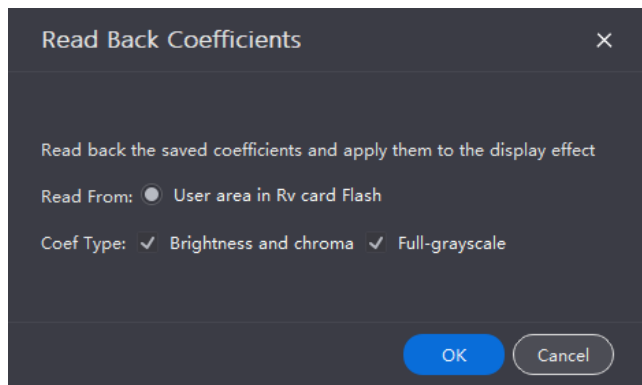 Read Back Coefficients
Read back the saved coefficients and apply them to the display effect
Read From: User area in Rv card Flash
Coef Type: Brightness and chroma Full-grayscale
OK Cancel